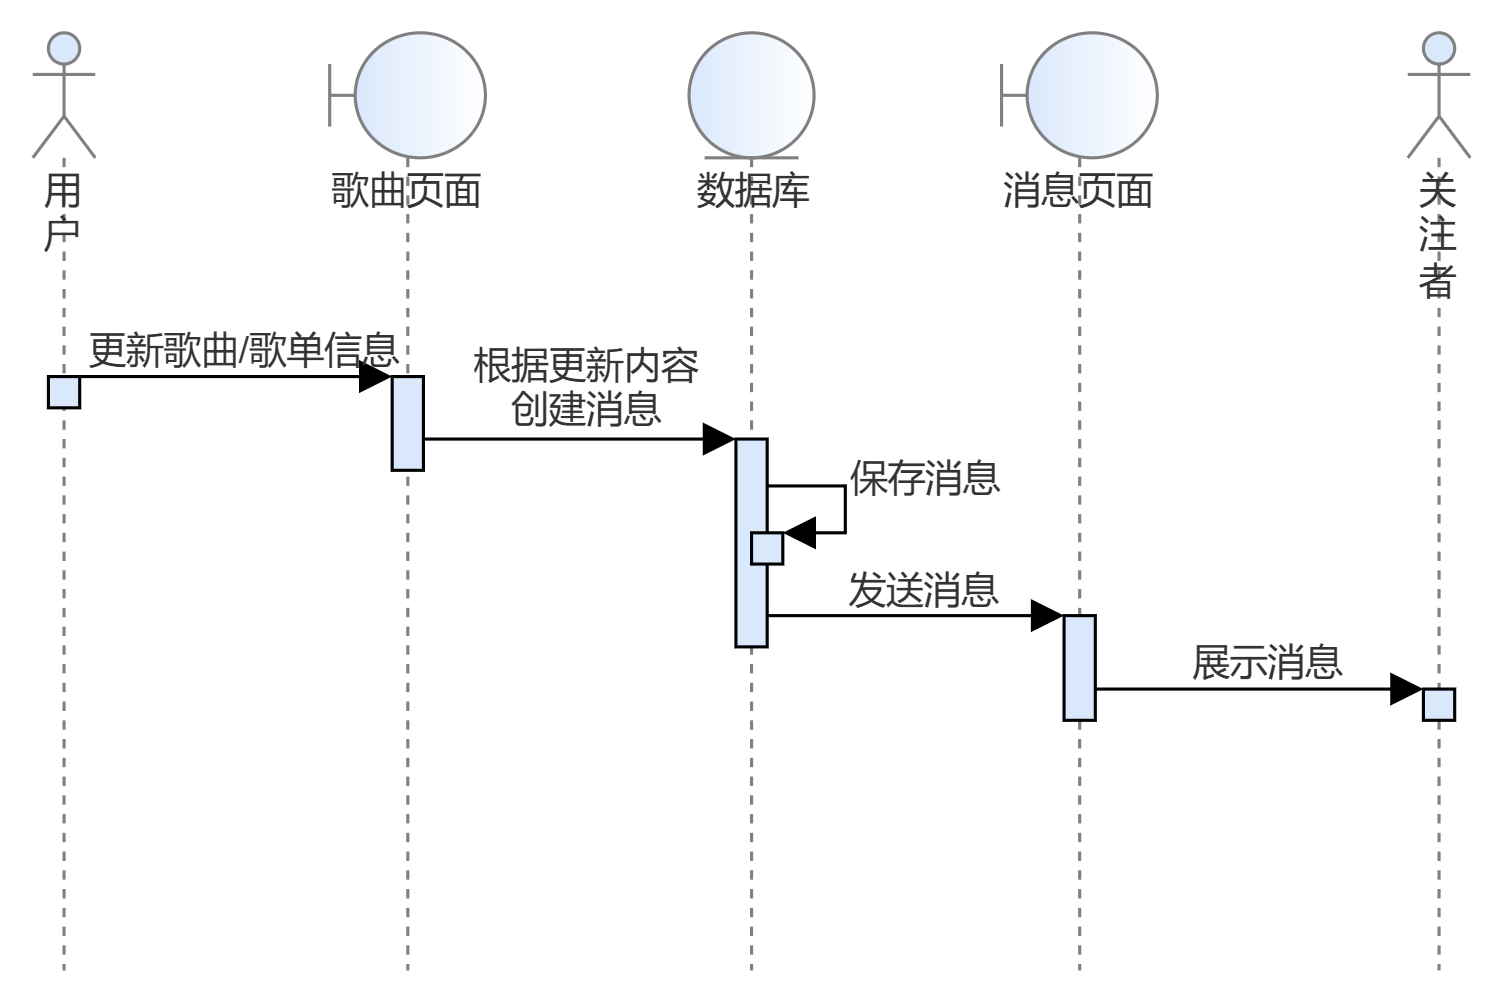 用
户
歌曲页面
数据库
消息页面
关
注
者
更新歌曲/歌单信息
根据更新内容
创建消息
保存消息
发送消息
展示消息